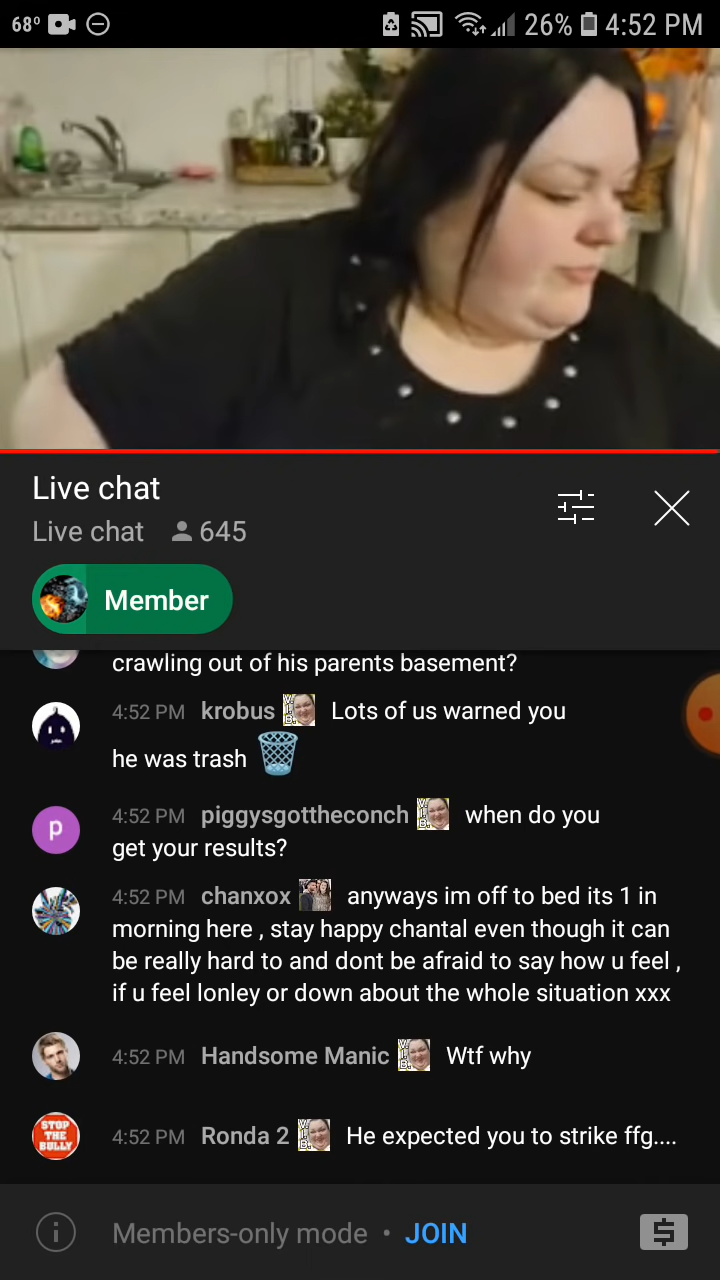 68° 26% 4:52 PM
Live chat
Live chat 645
Member
crawling out of his parents basement?
4:52 PM krobus Lots of us warned you
he was trash
P 4:52 PM piggysgottheconch when do you
get your results?
4:52 PM chanxox anyways im off to bed its 1 in
morning here , stay happy chantal even though it can
be really hard to and dont be afraid to say how u feel ,
if u feel lonley or down about the whole situation xxx
4:52 PM Handsome Manic Wtf why
STOP
THE
BULLY
4:52 PM Ronda 2 He expected you to strike ffg....
Members-only mode • JOIN